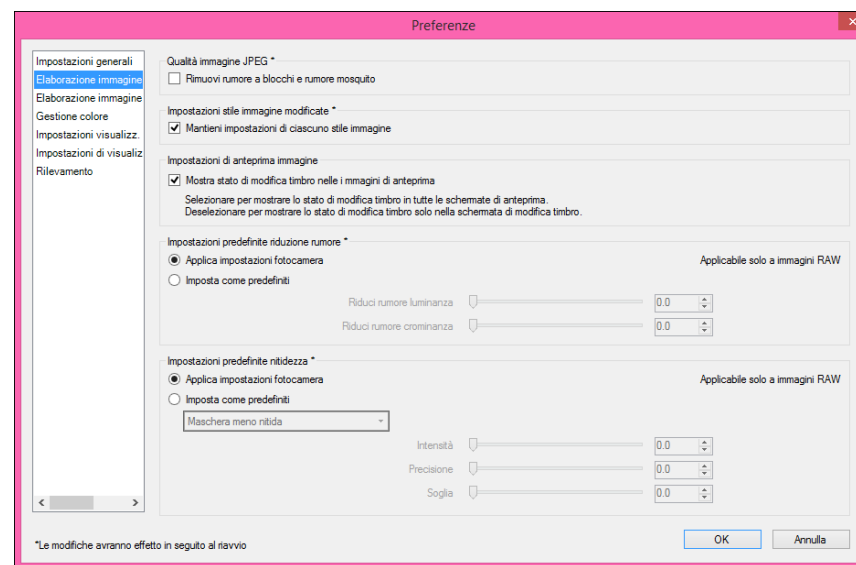 Preferenze
Impostazioni generali
Elaborazione immagine
Elaborazione immagine
Gestione colore
Impostazioni visualizz.
Impostazioni di visualiz
Rilevamento
Qualità immagine JPEG *
Rimuovi rumore a blocchi e rumore mosquito
Impostazioni stile immagine modificate *
Mantieni impostazioni di ciascuno stile immagine
Impostazioni di anteprima immagine
Mostra stato di modifica timbro nelle i mmagini di anteprima
Selezionare per mostrare lo stato di modifica timbro in tutte le schermate di anteprima.
Deselezionare per mostrare lo stato di modifica timbro solo nella schermata di modifica timbro.
Impostazioni predefinite riduzione rumore *
Applica impostazioni fotocamera Applicabile solo a immagini RAW
Imposta come predefiniti
Riduci rumore luminanza 0.0
Riduci rumore crominanza 0.0
Impostazioni predefinite nitidezza *
Applica impostazioni fotocamera Applicabile solo a immagini RAW
Imposta come predefiniti
Maschera meno nitida
Intensità 0.0
Precisione 0.0
Soglia 0.0
*Le modifiche avranno effetto in seguito al riavvio
OK Annulla